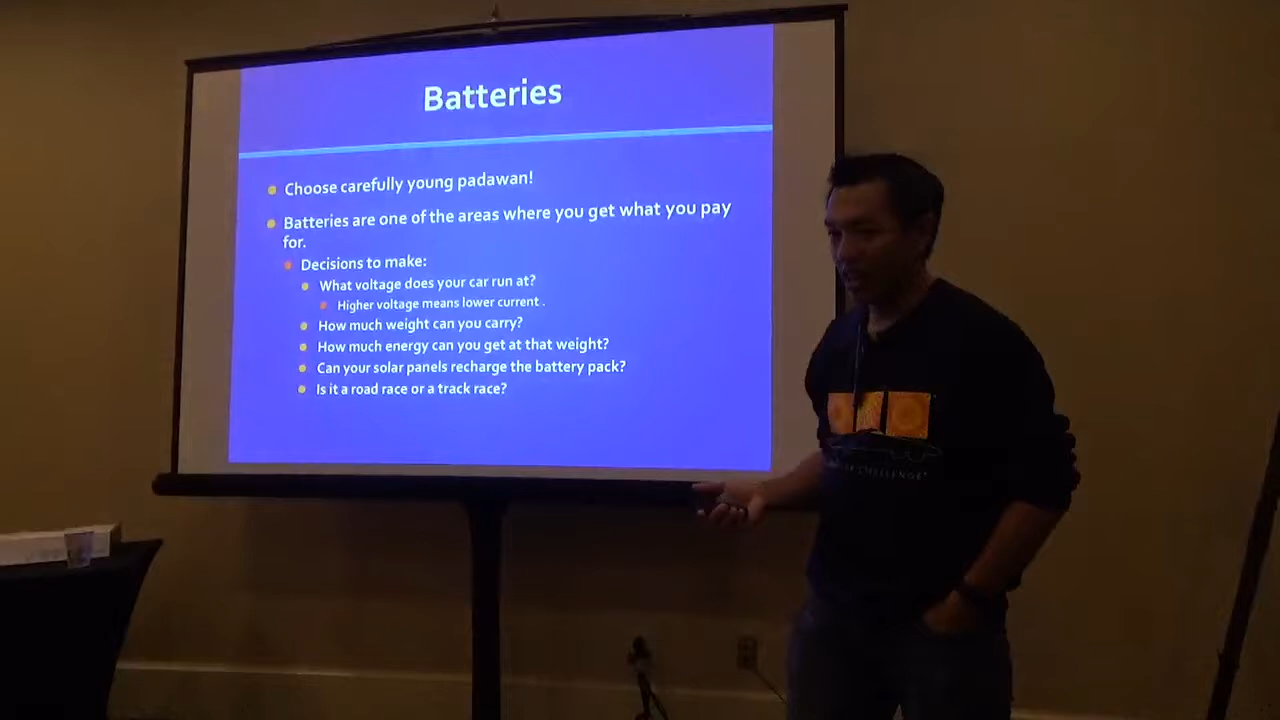 Batteries
Choose carefully young padawan!
Batteries are one of the areas where you get what you pay
for.
Decisions to make:
What voltage does your car run at?
Higher voltage means lower current .
How much weight can you carry?
How much energy can you get at that weight?
Can your solar panels recharge the battery pack?
Is it a road race or a track race?